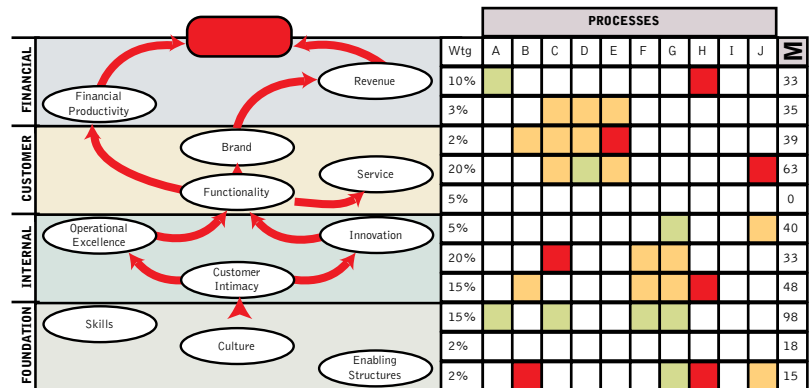 PROCESSES
Wtg A B C D E F G H I J M
FINANCIAL
Revenue
Financial
Productivity
10% 33
3% 35
CUSTOMER
Brand
Service
Functionality
2% 39
20% 63
5% 0
INTERNAL
Operational
Excellence
Innovation
Customer
Intimacy
5% 40
20% 33
15% 48
FOUNDATION
Skills
Culture
Enabling
Structures
15% 98
2% 18
2% 15